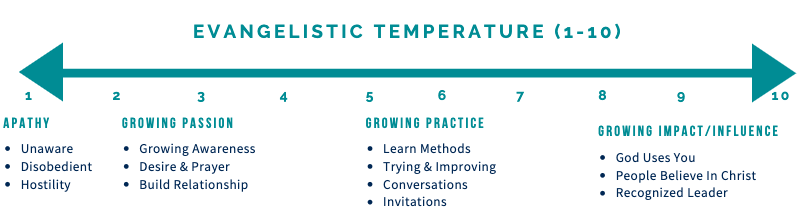 EVANGELISTIC TEMPERATURE (1-10)
1 2 3 4 5 6 7 8 9 10
APATHY
• Unaware
• Disobedient
• Hostility
GROWING PASSION
• Growing Awareness
• Desire & Prayer
• Build Relationship
GROWING PRACTICE
• Learn Methods
• Trying & Improving
• Conversations
• Invitations
GROWING IMPACT/INFLUENCE
• God Uses You
• People Believe In Christ
• Recognized Leader